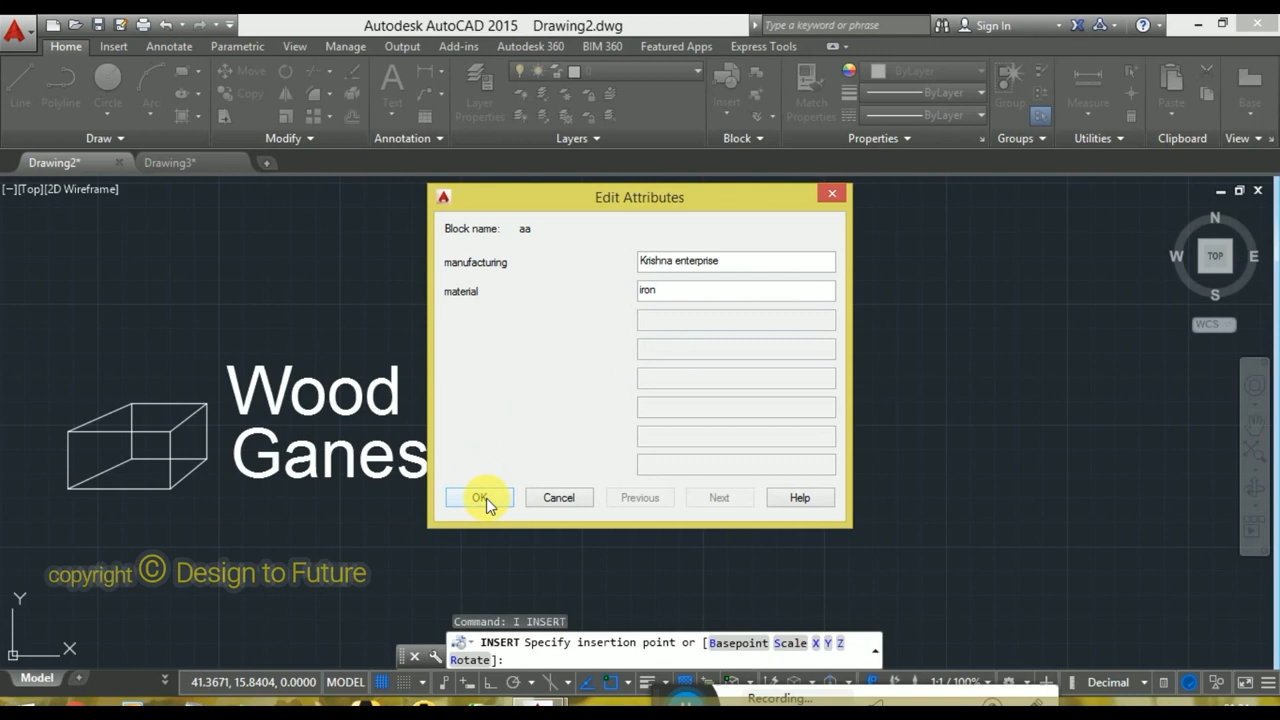 Autodesk AutoCAD 2015 Drawing2.dwg
Type a keyword or phrase
Sign In
Home Insert Annotate Parametric View Manage Output Add-ins Autodesk 360 BIM 360 Featured Apps Express Tools
Line Polyline Circle Arc
Move
Copy
Text
Layer Properties
0
Insert
Match Properties
ByLayer
ByLayer
ByLayer
Group
Measure
Paste
Base
Draw Modify Annotation Layers Block Properties Groups Utilities Clipboard View
Drawing2* Drawing3*
[−][Top][2D Wireframe]
Edit Attributes
Block name: aa
manufacturing Krishna enterprise
material iron
OK Cancel Previous Next Help
N
W TOP E
S
WCS
Wood
Ganes
copyright © Design to Future
Y
X
Command: I INSERT
INSERT Specify insertion point or [Basepoint Scale X Y Z
Rotate]:
Model
41.3671, 15.8404, 0.0000 MODEL
1:1 / 100%
Decimal
Recording...